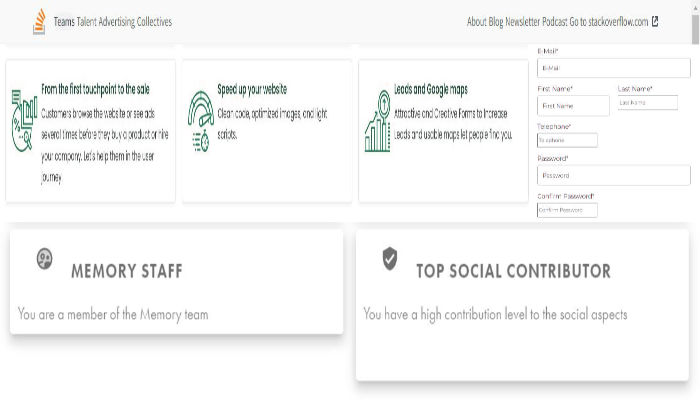 Teams Talent Advertising Collectives
About Blog Newsletter Podcast Go to stackoverflow.com
From the first touchpoint to the sale
Customers browse the website or see ads
several times before they buy a product or hire
your company. Let's help them in the user
journey
Speed up your website
Clean code, optimized images, and light
scripts.
Leads and Google maps
Attractive and Creative Forms to Increase
Leads and usable maps let people find you.
E-Mail*
E-Mail
First Name*
Last Name*
First Name
Last Name
Telephone*
Telephone
Password*
Password
Confirm Password*
Confirm Password
MEMORY STAFF
You are a member of the Memory team
TOP SOCIAL CONTRIBUTOR
You have a high contribution level to the social aspects